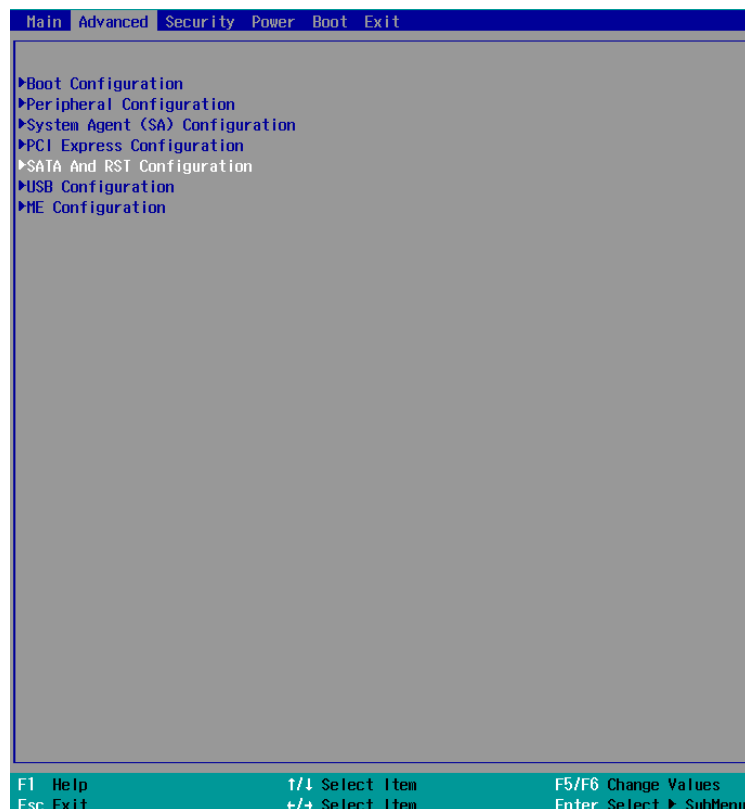 Main Advanced Security Power Boot Exit
▶Boot Configuration
▶Peripheral Configuration
▶System Agent (SA) Configuration
▶PCI Express Configuration
▶SATA And RST Configuration
▶USB Configuration
▶ME Configuration
F1 Help ↑/↓ Select Item F5/F6 Change Values
Esc Exit ←/→ Select Item Enter Select ▶ SubMenu